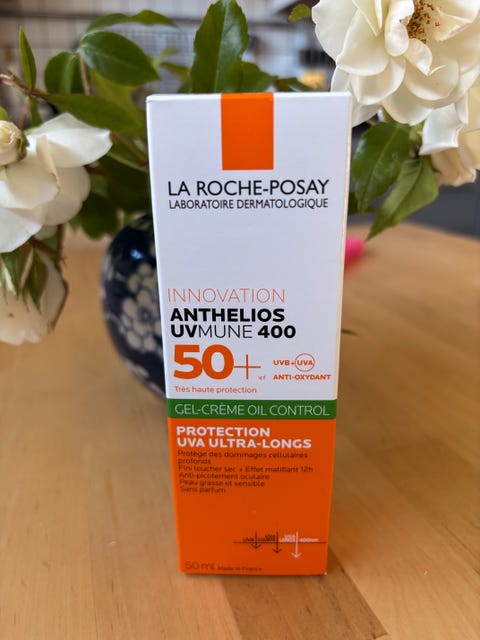 LA ROCHE-POSAY
LABORATOIRE DERMATOLOGIQUE
INNOVATION
ANTHELIOS
UVMUNE 400
50+
UVB + UVA
ANTI-OXYDANT
Très haute protection
GEL-CRÈME OIL CONTROL
PROTECTION
UVA ULTRA-LONGS
Protège des dommages cellulaires
profonds
Fini toucher sec + Effet matifiant 12h
Anti-picotement oculaire
Peau grasse et sensible
Sans parfum
400nm
50 ml Made in France